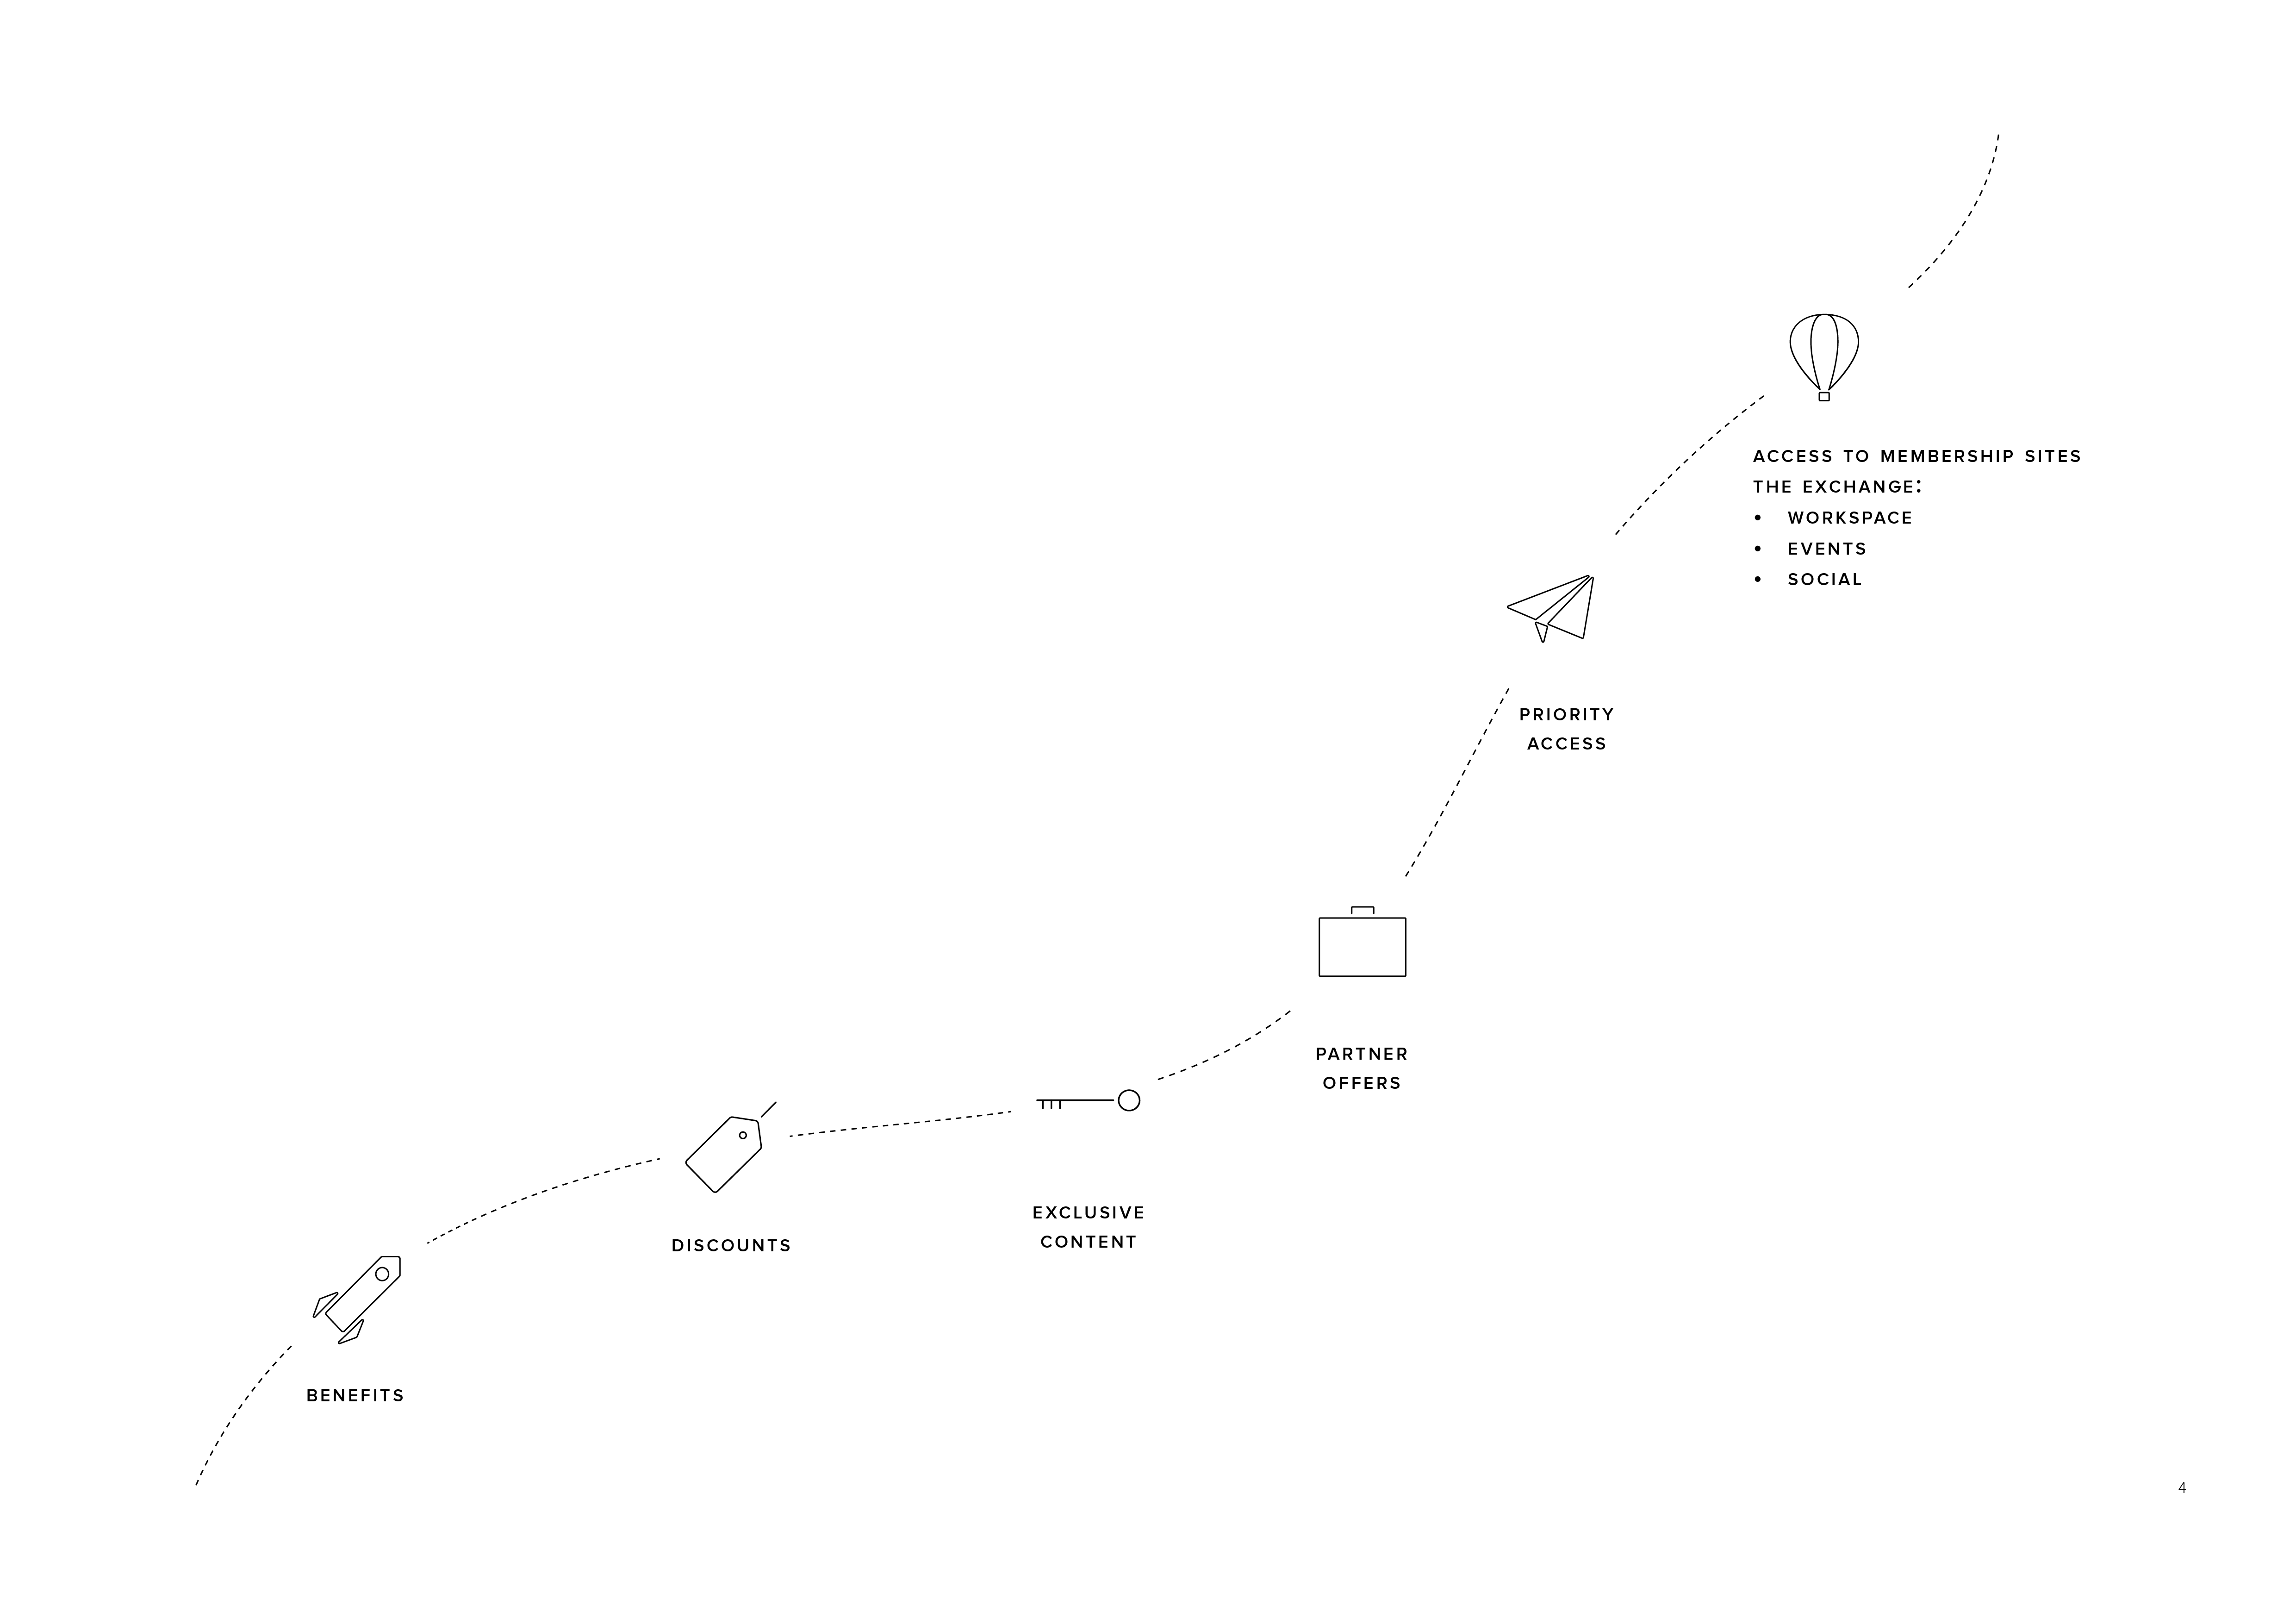 ACCESS TO MEMBERSHIP SITES
THE EXCHANGE:
• WORKSPACE
• EVENTS
• SOCIAL
PRIORITY
ACCESS
PARTNER
OFFERS
EXCLUSIVE
CONTENT
DISCOUNTS
BENEFITS
4